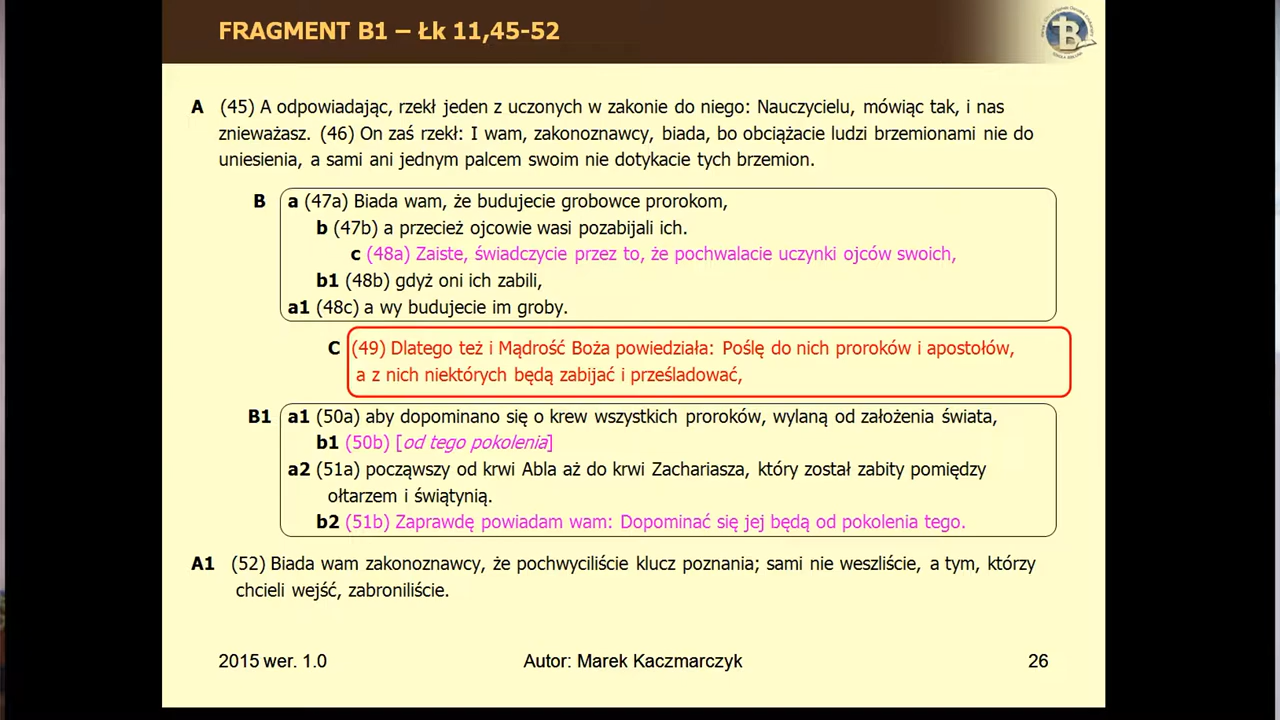 FRAGMENT B1 – Łk 11,45-52
A (45) A odpowiadając, rzekł jeden z uczonych w zakonie do niego: Nauczycielu, mówiąc tak, i nas
znieważasz. (46) On zaś rzekł: I wam, zakonoznawcy, biada, bo obciążacie ludzi brzemionami nie do
uniesienia, a sami ani jednym palcem swoim nie dotykacie tych brzemion.
B a (47a) Biada wam, że budujecie grobowce prorokom,
b (47b) a przecież ojcowie wasi pozabijali ich.
c (48a) Zaiste, świadczycie przez to, że pochwalacie uczynki ojców swoich,
b1 (48b) gdyż oni ich zabili,
a1 (48c) a wy budujecie im groby.
C (49) Dlatego też i Mądrość Boża powiedziała: Poślę do nich proroków i apostołów,
a z nich niektórych będą zabijać i prześladować,
B1 a1 (50a) aby dopominano się o krew wszystkich proroków, wylaną od założenia świata,
b1 (50b) [od tego pokolenia]
a2 (51a) począwszy od krwi Abla aż do krwi Zachariasza, który został zabity pomiędzy
ołtarzem i świątynią.
b2 (51b) Zaprawdę powiadam wam: Dopominać się jej będą od pokolenia tego.
A1 (52) Biada wam zakonoznawcy, że pochwyciliście klucz poznania; sami nie weszliście, a tym, którzy
chcieli wejść, zabroniliście.
2015 wer. 1.0 Autor: Marek Kaczmarczyk 26